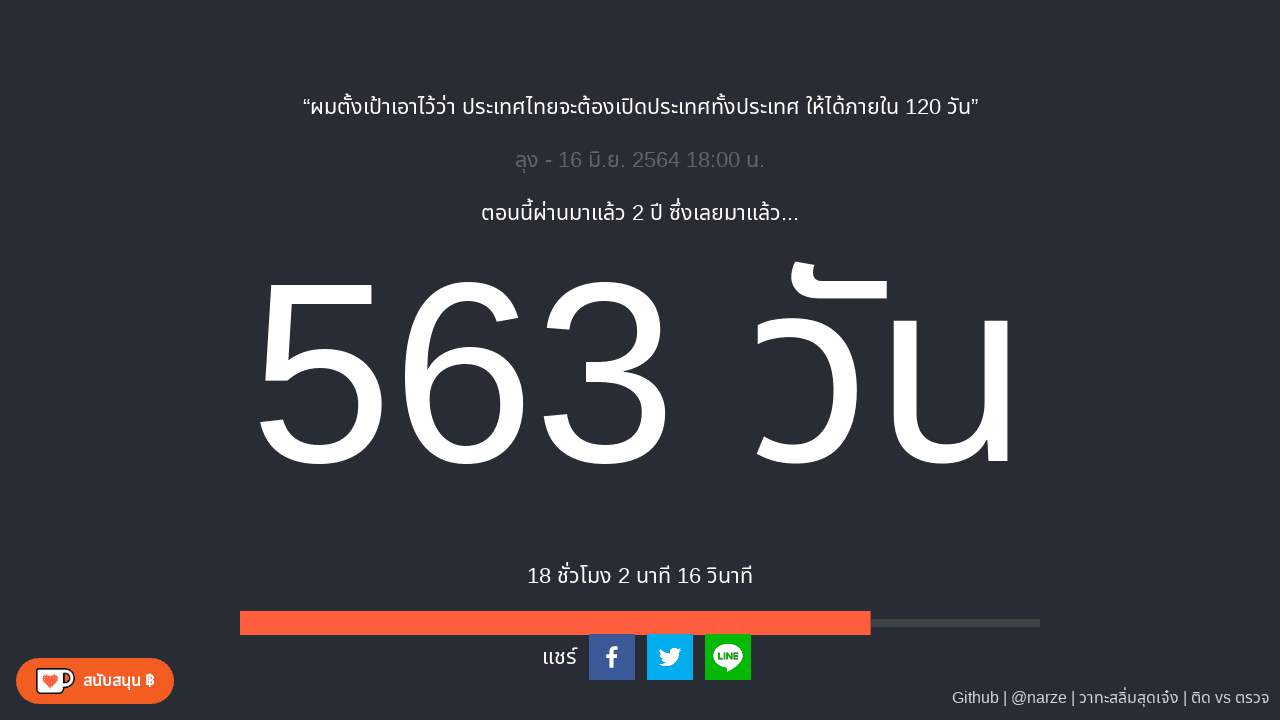 “ผมตั้งเป้าเอาไว้ว่า ประเทศไทยจะต้องเปิดประเทศทั้งประเทศ ให้ได้ภายใน 120 วัน”
ลุง - 16 มิ.ย. 2564 18:00 น.
ตอนนี้ผ่านมาแล้ว 2 ปี ซึ่งเลยมาแล้ว...
563 วัน
18 ชั่วโมง 2 นาที 16 วินาที
แชร์
LINE
สนับสนุน ฿
Github | @narze | วาทะสลิ่มสุดเจ๋ง | ติด vs ตรวจ